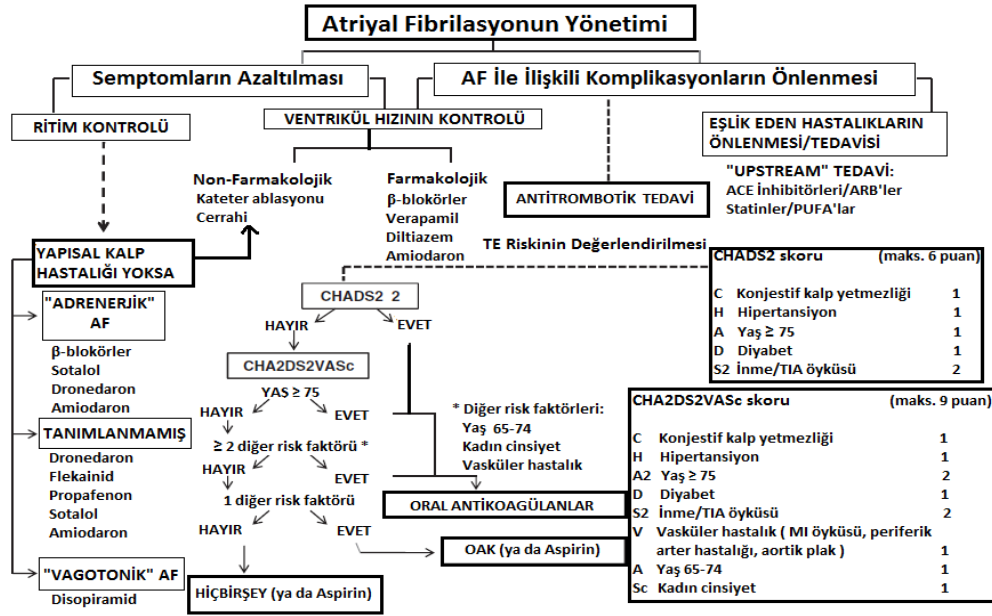 Atriyal Fibrilasyonun Yönetimi
Semptomların Azaltılması
AF İle İlişkili Komplikasyonların Önlenmesi
RİTİM KONTROLÜ
VENTRIKÜL HIZININ KONTROLÜ
EŞLİK EDEN HASTALIKLARIN
ÖNLENMESİ/TEDAVİSİ
"UPSTREAM" TEDAVİ:
ACE İnhibitörleri/ARB'ler
Statinler/PUFA'lar
Non-Farmakolojik
Kateter ablasyonu
Cerrahi
Farmakolojik
β-blokörler
Verapamil
Diltiazem
Amiodaron
ANTİTROMBOTİK TEDAVİ
YAPISAL KALP
HASTALIĞI YOKSA
"ADRENERJİK"
AF
β-blokörler
Sotalol
Dronedaron
Amiodaron
TANIMLANMAMIŞ
Dronedaron
Flekainid
Propafenon
Sotalol
Amiodaron
"VAGOTONİK" AF
Disopiramid
TE Riskinin Değerlendirilmesi
CHADS2 2
HAYIR EVET
CHA2DS2VASc
YAŞ ≥ 75
HAYIR EVET
≥ 2 diğer risk faktörü *
HAYIR EVET
1 diğer risk faktörü
HAYIR EVET
HİÇBİRŞEY (ya da Aspirin)
OAK (ya da Aspirin)
ORAL ANTİKOAGÜLANLAR
* Diğer risk faktörleri:
Yaş 65-74
Kadın cinsiyet
Vasküler hastalık
CHADS2 skoru (maks. 6 puan)
C Konjestif kalp yetmezliği 1
H Hipertansiyon 1
A Yaş ≥ 75 1
D Diyabet 1
S2 İnme/TIA öyküsü 2
CHA2DS2VASc skoru (maks. 9 puan)
C Konjestif kalp yetmezliği 1
H Hipertansiyon 1
A2 Yaş ≥ 75 2
D Diyabet 1
S2 İnme/TIA öyküsü 2
V Vasküler hastalık ( MI öyküsü, periferik
arter hastalığı, aortik plak ) 1
A Yaş 65-74 1
Sc Kadın cinsiyet 1